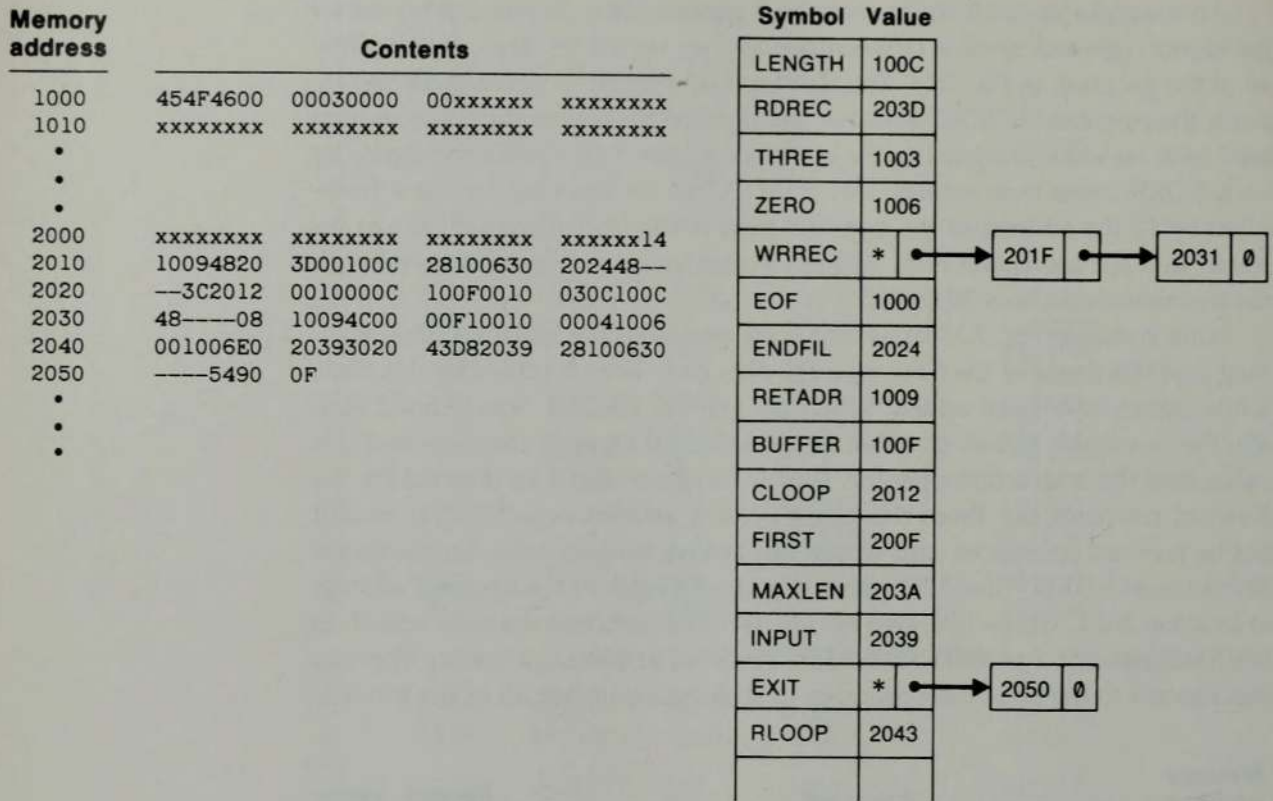 Memory address Contents
1000 454F4600 00030000 00xxxxxx xxxxxxxx
1010 xxxxxxxx xxxxxxxx xxxxxxxx xxxxxxxx
•
•
•
2000 xxxxxxxx xxxxxxxx xxxxxxxx xxxxxx14
2010 10094820 3D00100C 28100630 202448--
2020 --3C2012 0010000C 100F0010 030C100C
2030 48----08 10094C00 00F10010 00041006
2040 001006E0 20393020 43D82039 28100630
2050 ----5490 0F
•
•
•
Symbol Value
LENGTH 100C
RDREC 203D
THREE 1003
ZERO 1006
WRREC * 201F 2031 0
EOF 1000
ENDFIL 2024
RETADR 1009
BUFFER 100F
CLOOP 2012
FIRST 200F
MAXLEN 203A
INPUT 2039
EXIT * 2050 0
RLOOP 2043